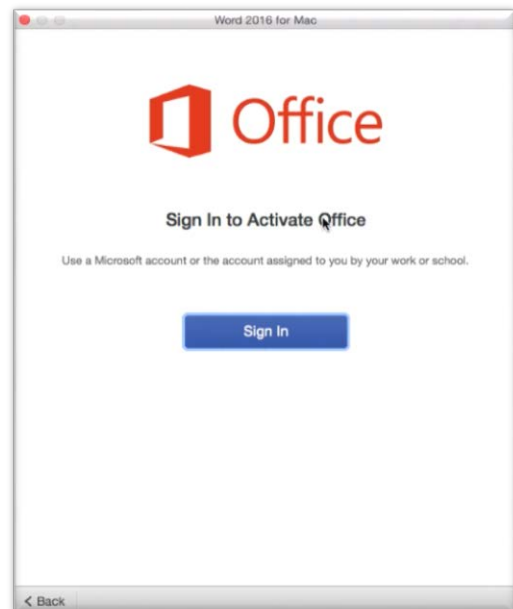 Word 2016 for Mac
Office
Sign In to Activate Office
Use a Microsoft account or the account assigned to you by your work or school.
Sign In
Back